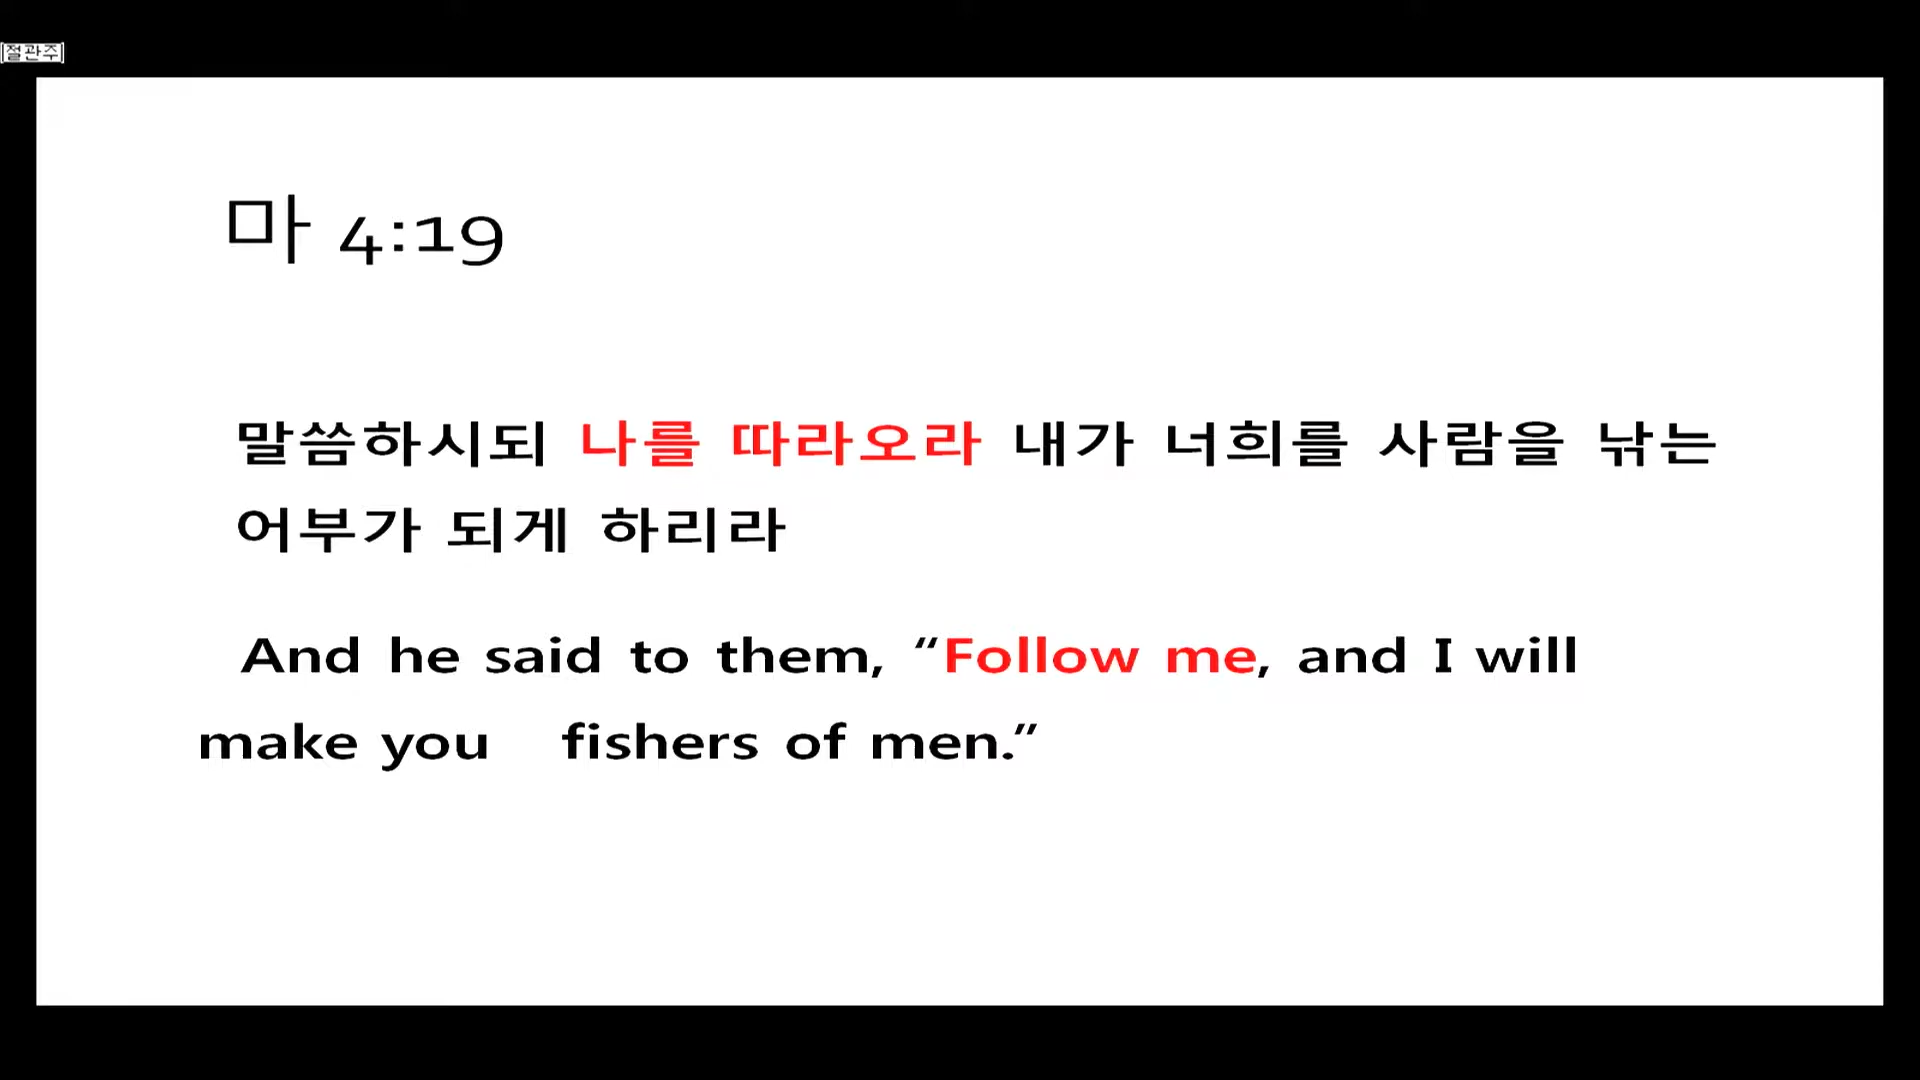 [절관주]
마 4:19
말씀하시되 나를 따라오라 내가 너희를 사람을 낚는
어부가 되게 하리라
And he said to them, “Follow me, and I will
make you fishers of men.”